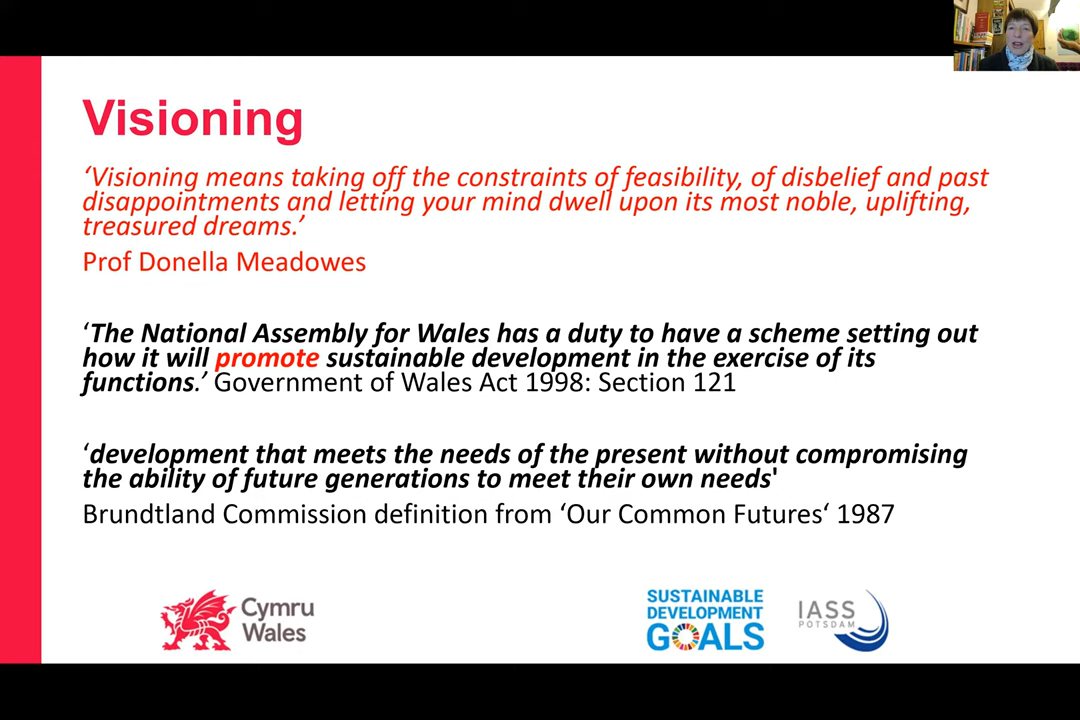 Visioning
‘Visioning means taking off the constraints of feasibility, of disbelief and past
disappointments and letting your mind dwell upon its most noble, uplifting,
treasured dreams.’
Prof Donella Meadowes
‘The National Assembly for Wales has a duty to have a scheme setting out
how it will promote sustainable development in the exercise of its
functions.’ Government of Wales Act 1998: Section 121
‘development that meets the needs of the present without compromising
the ability of future generations to meet their own needs'
Brundtland Commission definition from ‘Our Common Futures‘ 1987
Cymru
Wales
SUSTAINABLE
DEVELOPMENT
GOALS
IASS
POTSDAM